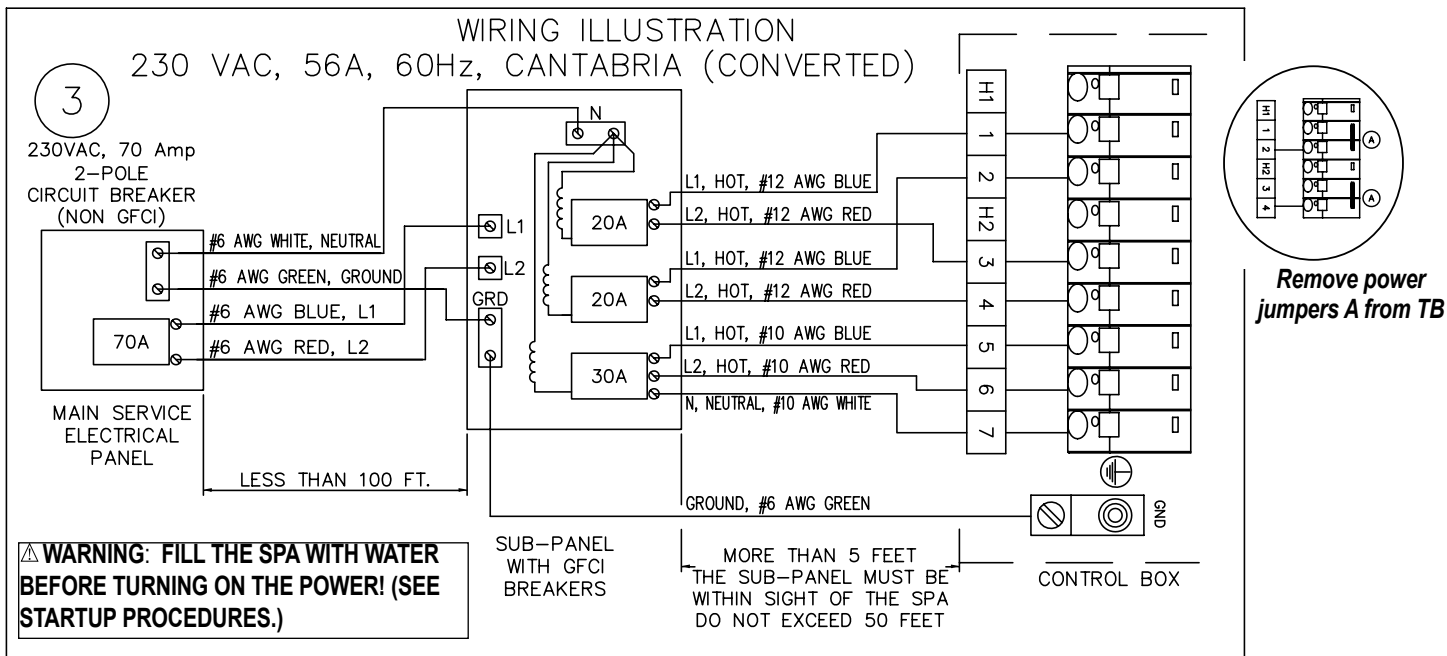 WIRING ILLUSTRATION
230 VAC, 56A, 60Hz, CANTABRIA (CONVERTED)
3
230VAC, 70 Amp
2-POLE
CIRCUIT BREAKER
(NON GFCI)
#6 AWG WHITE, NEUTRAL
#6 AWG GREEN, GROUND
#6 AWG BLUE, L1
#6 AWG RED, L2
70A
MAIN SERVICE
ELECTRICAL
PANEL
LESS THAN 100 FT.
N
L1
L2
GRD
20A
20A
30A
SUB-PANEL
WITH GFCI
BREAKERS
L1, HOT, #12 AWG BLUE
L2, HOT, #12 AWG RED
L1, HOT, #12 AWG BLUE
L2, HOT, #12 AWG RED
L1, HOT, #10 AWG BLUE
L2, HOT, #10 AWG RED
N, NEUTRAL, #10 AWG WHITE
GROUND, #6 AWG GREEN
MORE THAN 5 FEET
THE SUB-PANEL MUST BE
WITHIN SIGHT OF THE SPA
DO NOT EXCEED 50 FEET
H1
1
2
H2
3
4
5
6
7
GND
CONTROL BOX
H1
1
2
H2
3
4
A
A
Remove power
jumpers A from TB
⚠ WARNING: FILL THE SPA WITH WATER
BEFORE TURNING ON THE POWER! (SEE
STARTUP PROCEDURES.)